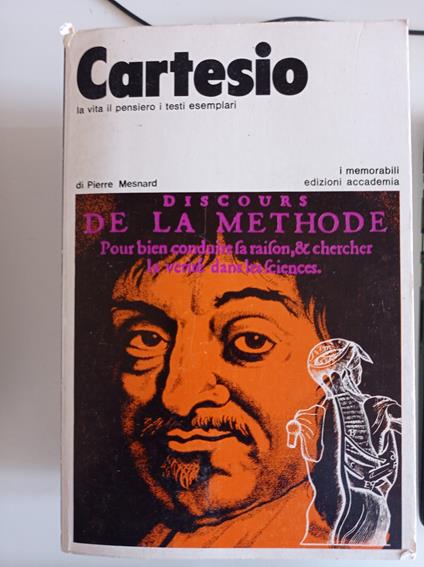 Cartesio
la vita il pensiero i testi esemplari
i memorabili
di Pierre Mesnard
edizioni accademia
DISCOURS
DE LA METHODE
Pour bien conduire sa raison, & chercher
la verité dans les sciences.